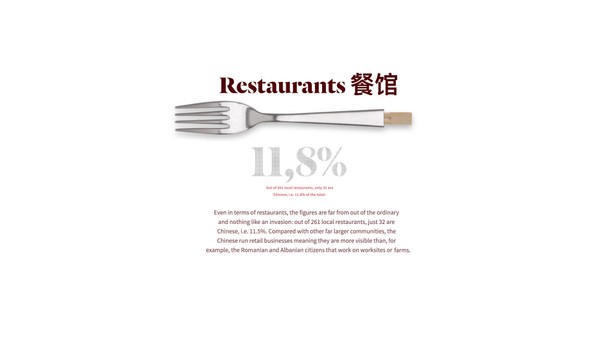 Restaurants 餐馆
11,8%
Out of 261 local restaurants, only 32 are
Chinese, i.e. 11.8% of the total.
Even in terms of restaurants, the figures are far from out of the ordinary
and nothing like an invasion: out of 261 local restaurants, just 32 are
Chinese, i.e. 11.5%. Compared with other far larger communities, the
Chinese run retail businesses meaning they are more visible than, for
example, the Romanian and Albanian citizens that work on worksites or farms.